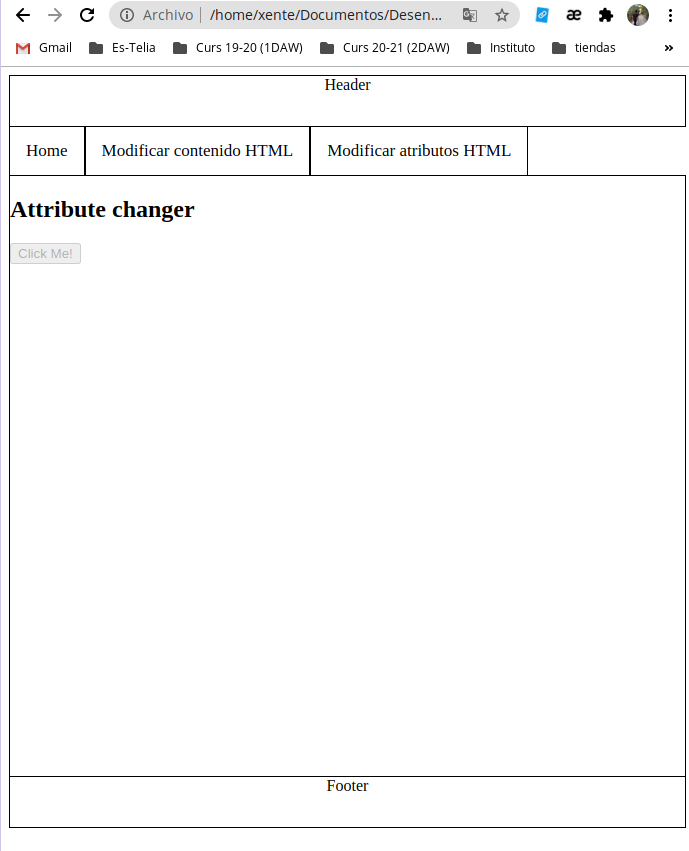 Archivo | /home/xente/Documentos/Desen...
Gmail Es-Telia Curs 19-20 (1DAW) Curs 20-21 (2DAW) Instituto tiendas »
Header
Home Modificar contenido HTML Modificar atributos HTML
Attribute changer
Click Me!
Footer